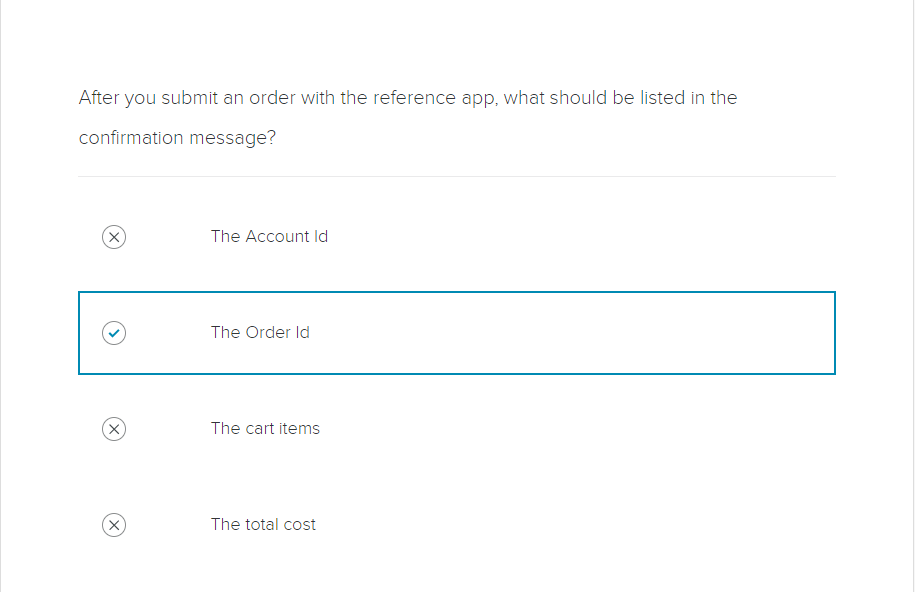 After you submit an order with the reference app, what should be listed in the
confirmation message?
The Account Id
The Order Id
The cart items
The total cost